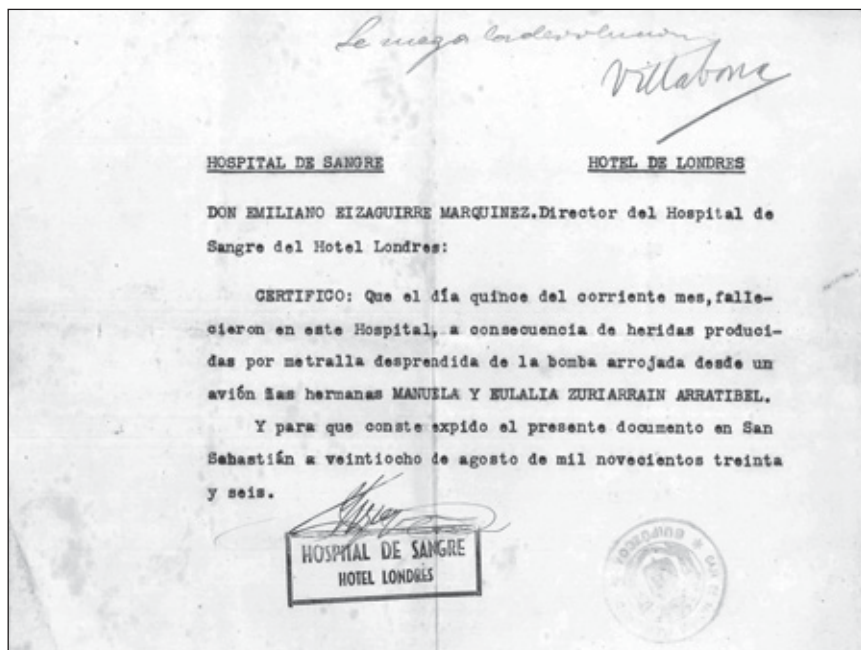 Se ruega la devolución
Villabona
HOSPITAL DE SANGRE HOTEL DE LONDRES
DON EMILIANO EIZAGUIRRE MARQUINEZ.Director del Hospital de
Sangre del Hotel Londres:
CERTIFICO: Que el día quince del corriente mes,falle-
cieron en este Hospital, a consecuencia de heridas produci-
das por metralla desprendida de la bomba arrojada desde un
avión las hermanas MANUELA Y EULALIA ZURIARRAIN ARRATIBEL.
Y para que conste expido el presente documento en San
Sebastián a veintiocho de agosto de mil novecientos treinta
y seis.
HOSPITAL DE SANGRE
HOTEL LONDRES
GUIPUZCOA